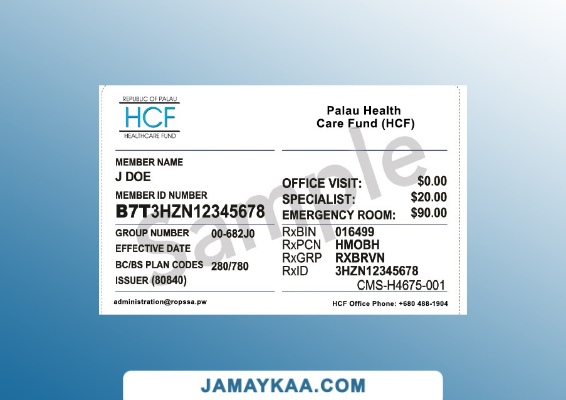 REPUBLIC OF PALAU
HCF
HEALTHCARE FUND
Palau Health
Care Fund (HCF)
MEMBER NAME
J DOE
MEMBER ID NUMBER
B7T3HZN12345678
GROUP NUMBER 00-682J0
EFFECTIVE DATE
BC/BS PLAN CODES 280/780
ISSUER (80840)
OFFICE VISIT: $0.00
SPECIALIST: $20.00
EMERGENCY ROOM: $90.00
RxBIN 016499
RxPCN HMOBH
RxGRP RXBRVN
RxID 3HZN12345678
CMS-H4675-001
Sample
administration@ropssa.pw
HCF Office Phone: +680 488-1904
JAMAYKAA.COM